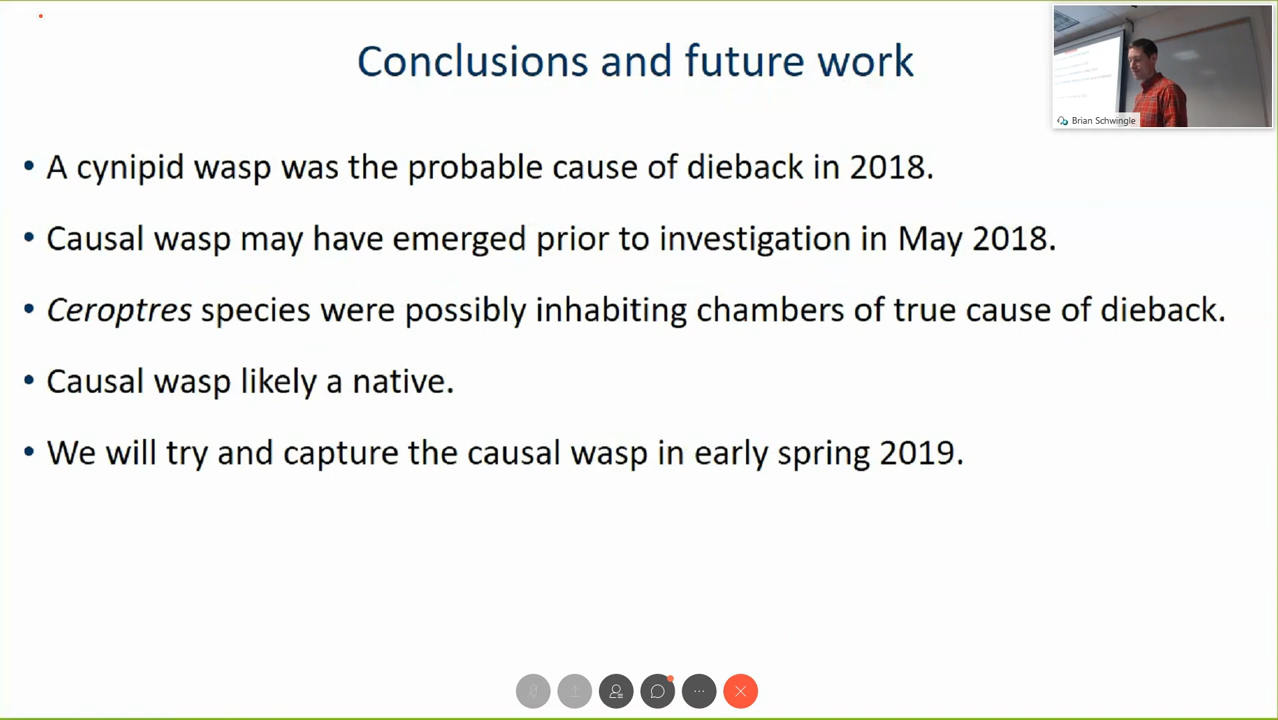 Conclusions and future work
Brian Schwingle
• A cynipid wasp was the probable cause of dieback in 2018.
• Causal wasp may have emerged prior to investigation in May 2018.
• Ceroptres species were possibly inhabiting chambers of true cause of dieback.
• Causal wasp likely a native.
• We will try and capture the causal wasp in early spring 2019.